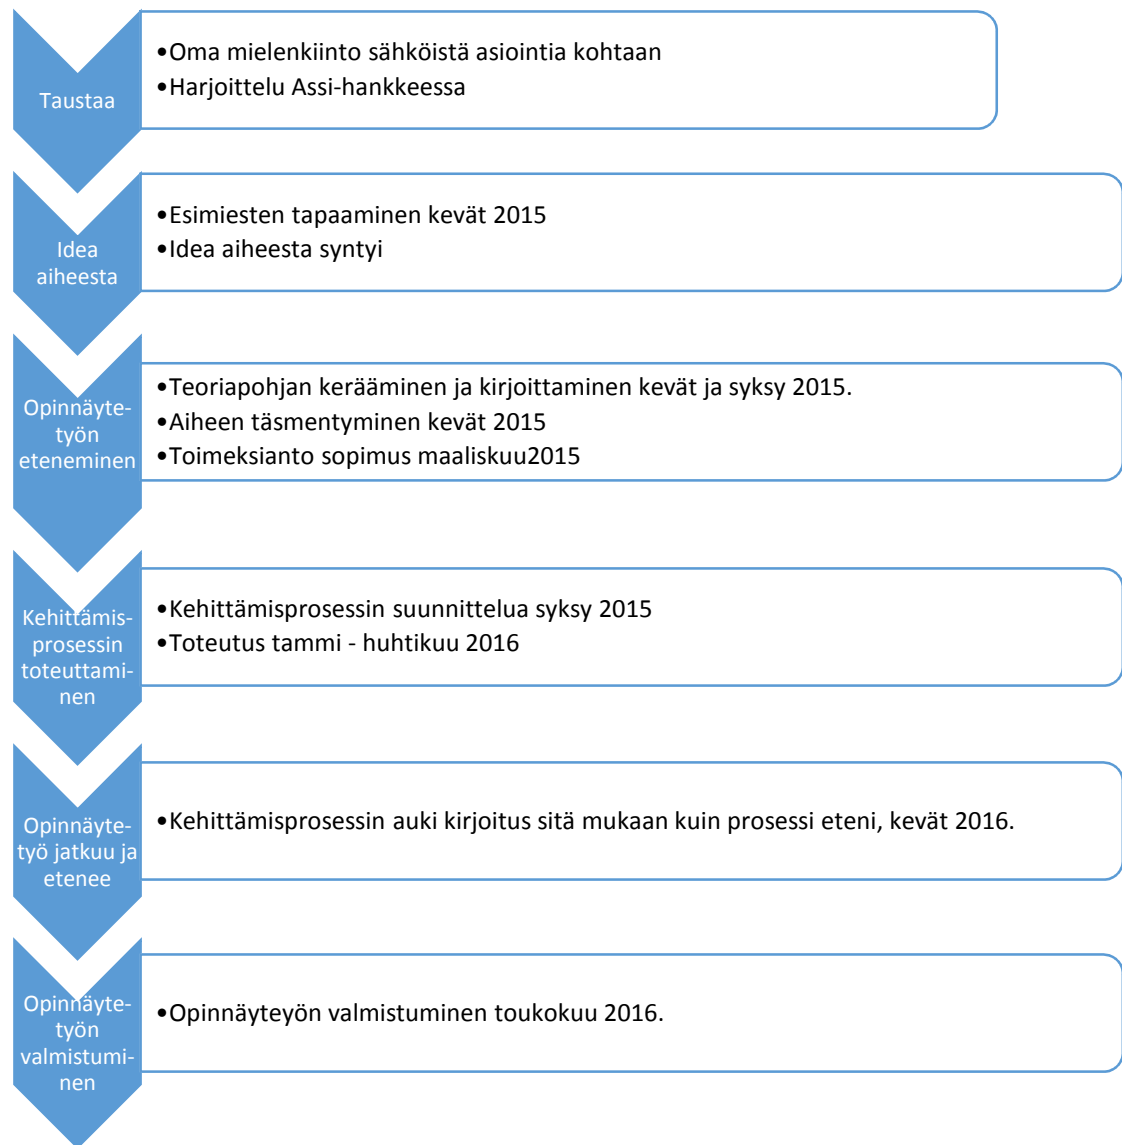 Taustaa
•Oma mielenkiinto sähköistä asiointia kohtaan
•Harjoittelu Assi-hankkeessa
Idea
aiheesta
•Esimiesten tapaaminen kevät 2015
•Idea aiheesta syntyi
Opinnäyte-
työn
eteneminen
•Teoriapohjan kerääminen ja kirjoittaminen kevät ja syksy 2015.
•Aiheen täsmentyminen kevät 2015
•Toimeksianto sopimus maaliskuu2015
Kehittämis-
prosessin
toteuttami-
nen
•Kehittämisprosessin suunnittelua syksy 2015
•Toteutus tammi - huhtikuu 2016
Opinnäyte-
työ jatkuu ja
etenee
•Kehittämisprosessin auki kirjoitus sitä mukaan kuin prosessi eteni, kevät 2016.
Opinnäyte-
työn
valmistumi-
nen
•Opinnäyteyön valmistuminen toukokuu 2016.